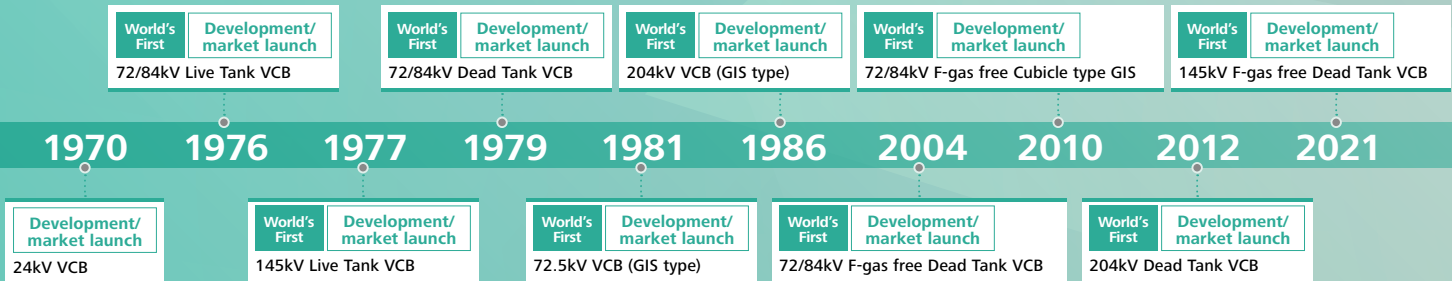 World's
First
Development/
market launch
72/84kV Live Tank VCB
World's
First
Development/
market launch
72/84kV Dead Tank VCB
World's
First
Development/
market launch
204kV VCB (GIS type)
World's
First
Development/
market launch
72/84kV F-gas free Cubicle type GIS
World's
First
Development/
market launch
145kV F-gas free Dead Tank VCB
1970 1976 1977 1979 1981 1986 2004 2010 2012 2021
Development/
market launch
24kV VCB
World's
First
Development/
market launch
145kV Live Tank VCB
World's
First
Development/
market launch
72.5kV VCB (GIS type)
World's
First
Development/
market launch
72/84kV F-gas free Dead Tank VCB
World's
First
Development/
market launch
204kV Dead Tank VCB